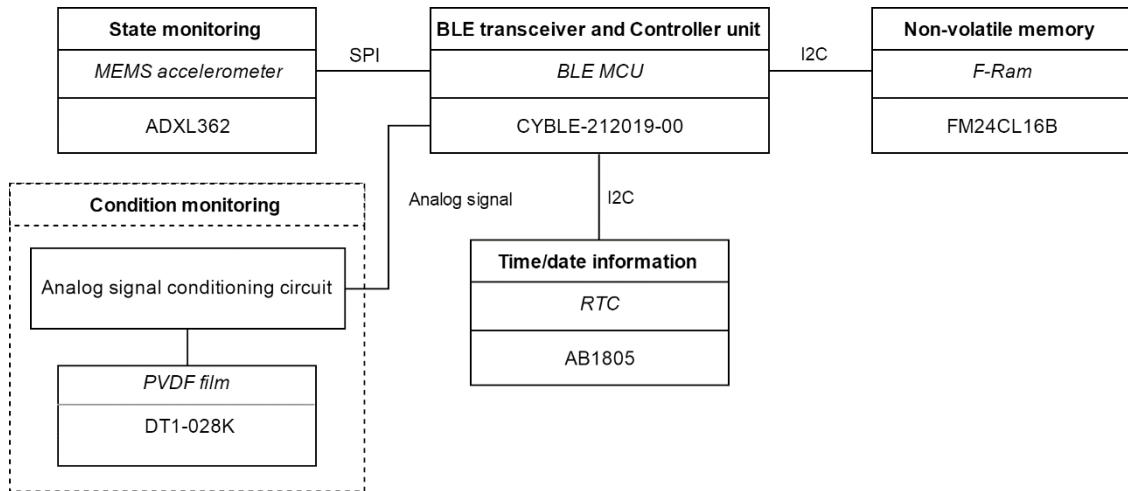 State monitoring
MEMS accelerometer
ADXL362
SPI
BLE transceiver and Controller unit
BLE MCU
CYBLE-212019-00
I2C
Non-volatile memory
F-Ram
FM24CL16B
Condition monitoring
Analog signal conditioning circuit
PVDF film
DT1-028K
Analog signal
I2C
Time/date information
RTC
AB1805